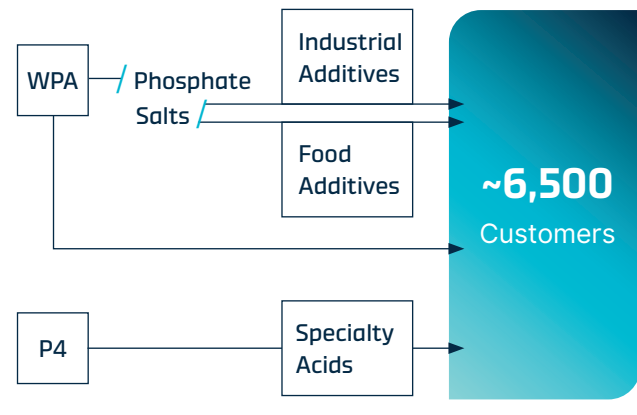 Industrial
Additives
WPA
Phosphate
Salts
Food
Additives
~6,500
Customers
P4
Specialty
Acids